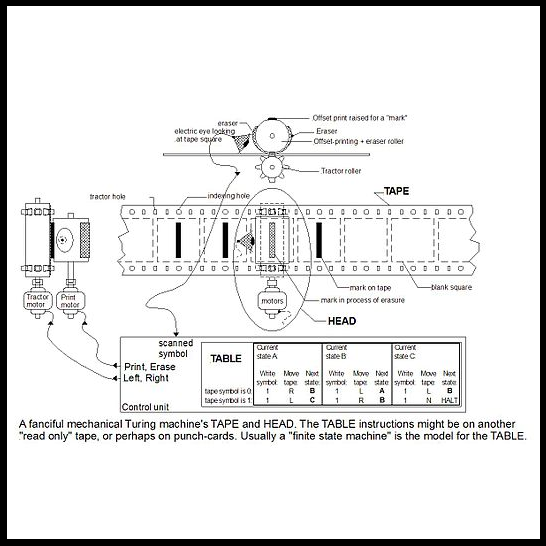 Offset print raised for a "mark"
eraser
electric eye looking
at tape square
Eraser
Offset-printing + eraser roller
Tractor roller
tractor hole
indexing hole
TAPE
mark on tape
blank square
mark in process of erasure
HEAD
Tractor
motor
Print
motor
motors
scanned
symbol
Print, Erase
Left, Right
Control unit
TABLE
Current
state A:
Current
state B:
Current
state C:
Write
symbol:
Move
tape:
Next
state:
Write
symbol:
Move
tape:
Next
state:
Write
symbol:
Move
tape:
Next
state:
tape symbol is 0: 1 R B 1 L A 1 L B
tape symbol is 1: 1 L C 1 R B 1 N HALT
A fanciful mechanical Turing machine's TAPE and HEAD. The TABLE instructions might be on another
"read only" tape, or perhaps on punch-cards. Usually a "finite state machine" is the model for the TABLE.